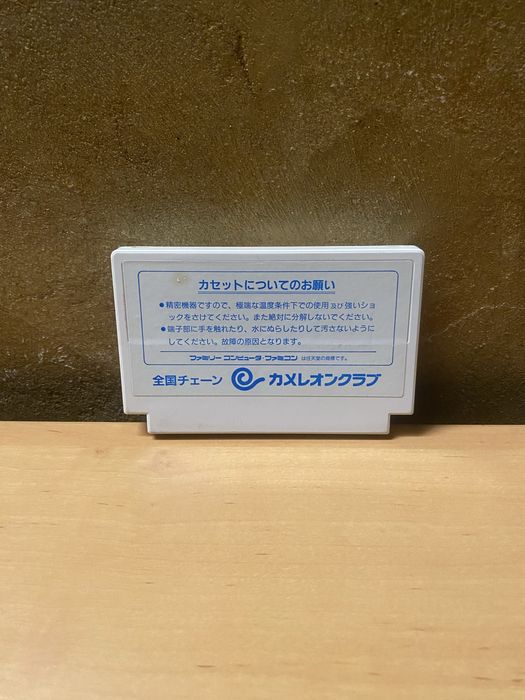 カセットについてのお願い
●精密機器ですので、極端な温度条件下での使用及び強いショ
ックをさけてください。また絶対に分解しないでください。
●端子部に手を触れたり、水にぬらしたりして汚さないように
してください。故障の原因となります。
ファミリーコンピュータ・ファミコンは任天堂の商標です。
全国チェーン カメレオンクラブ